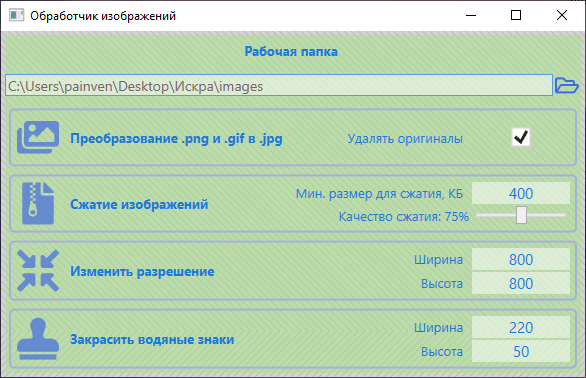 Обработчик изображений
Рабочая папка
C:\Users\painven\Desktop\Искра\images
Преобразование .png и .gif в .jpg
Удалять оригиналы
Сжатие изображений
Мин. размер для сжатия, КБ
400
Качество сжатия: 75%
Изменить разрешение
Ширина
800
Высота
800
Закрасить водяные знаки
Ширина
220
Высота
50